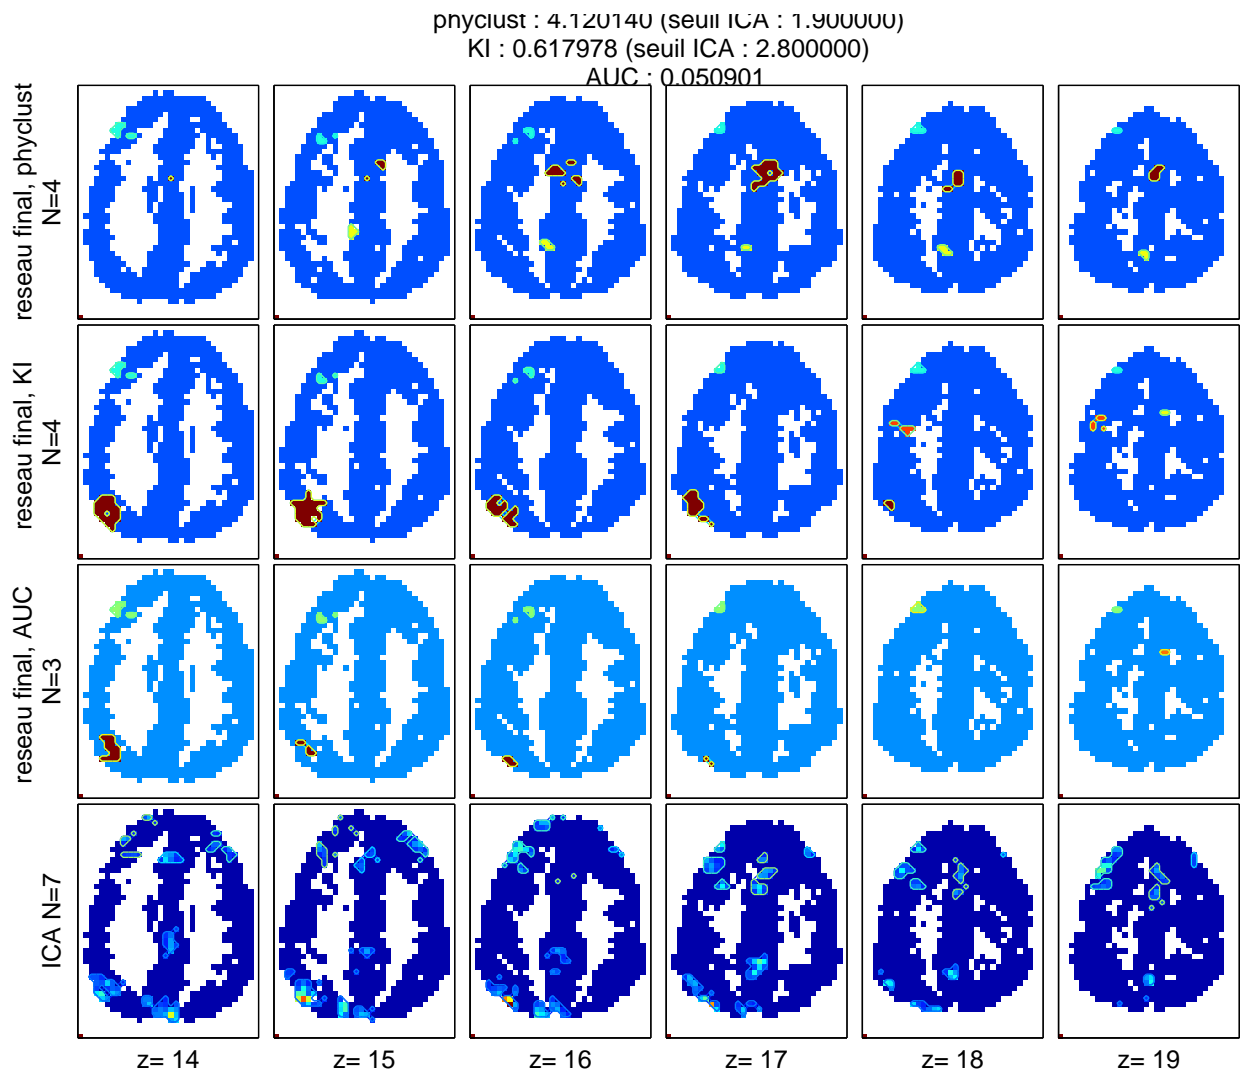 phyclust : 4.120140 (seuil ICA : 1.900000)
KI : 0.617978 (seuil ICA : 2.800000)
AUC : 0.050901
reseau final, phyclust
N=4
reseau final, KI
N=4
reseau final, AUC
N=3
ICA N=7
z= 14
z= 15
z= 16
z= 17
z= 18
z= 19